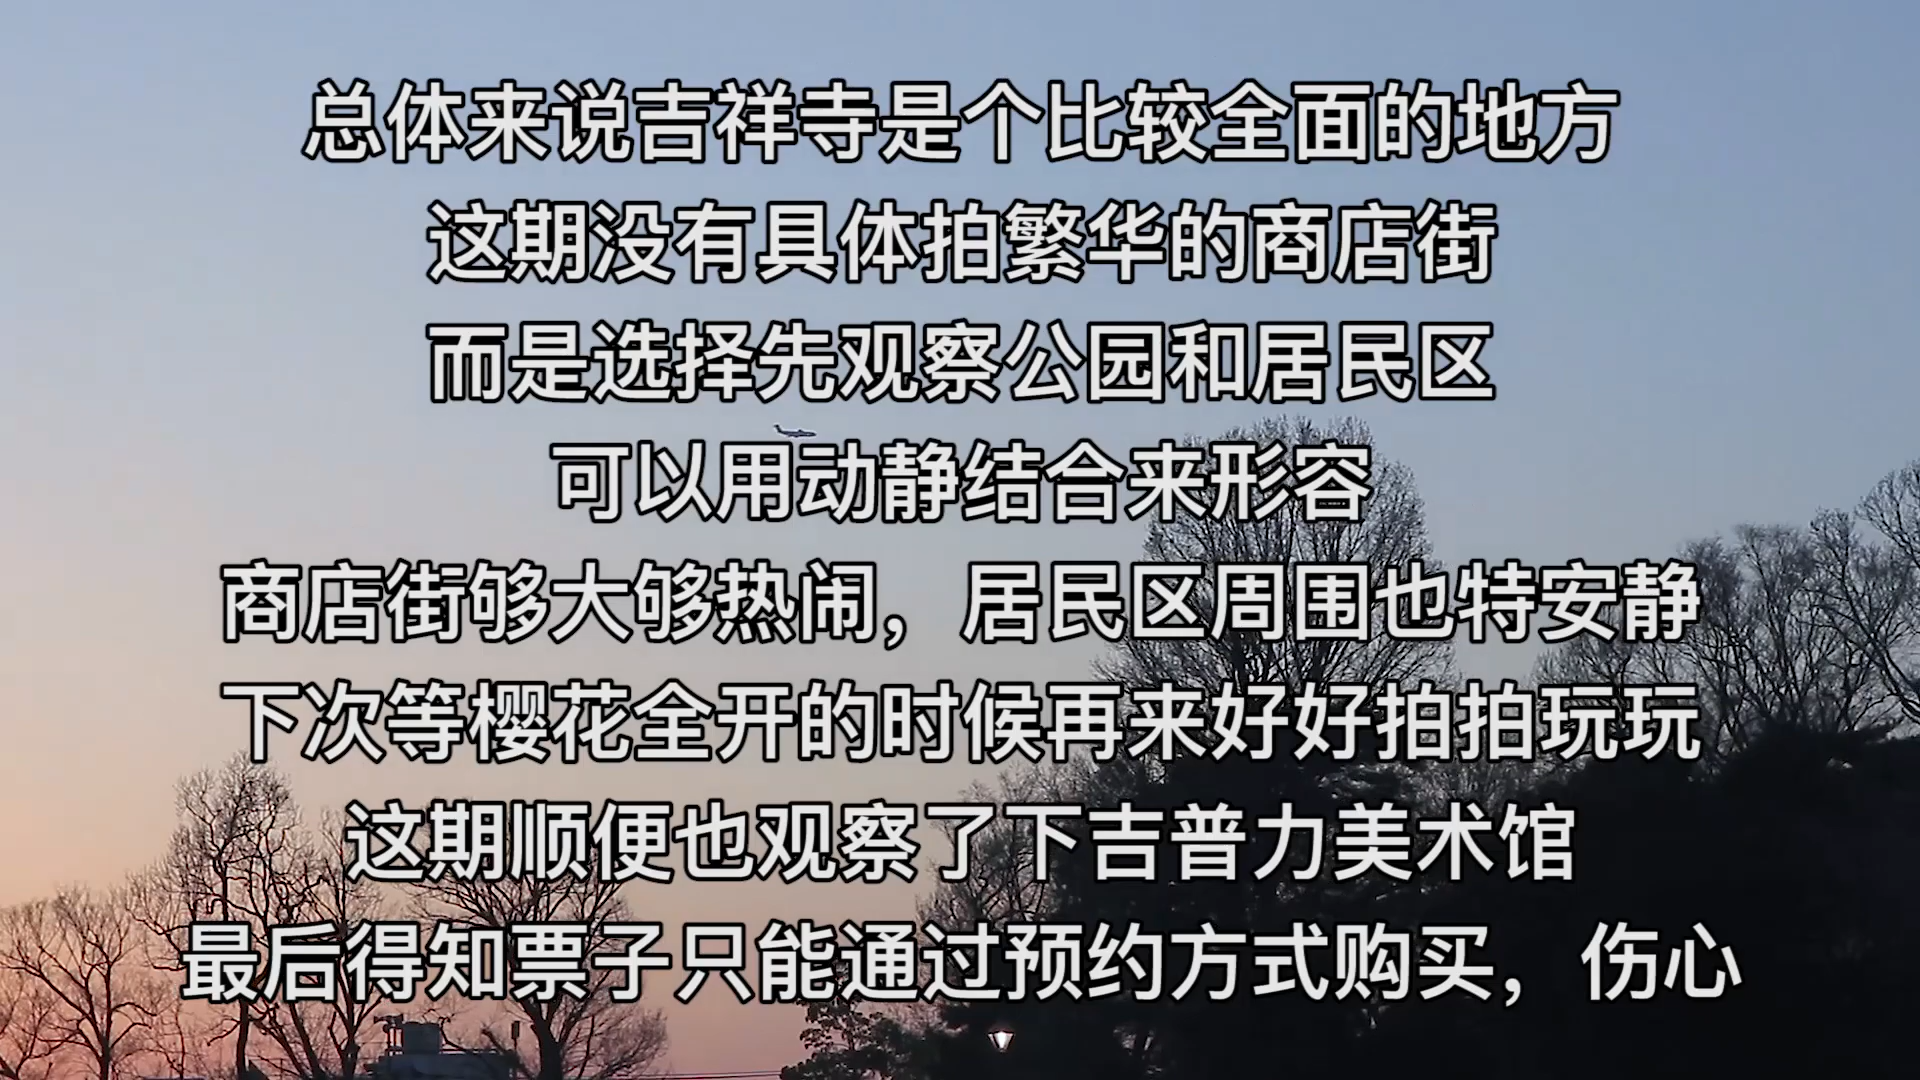 总体来说吉祥寺是个比较全面的地方
这期没有具体拍繁华的商店街
而是选择先观察公园和居民区
可以用动静结合来形容
商店街够大够热闹，居民区周围也特安静
下次等樱花全开的时候再来好好拍拍玩玩
这期顺便也观察了下吉普力美术馆
最后得知票子只能通过预约方式购买，伤心